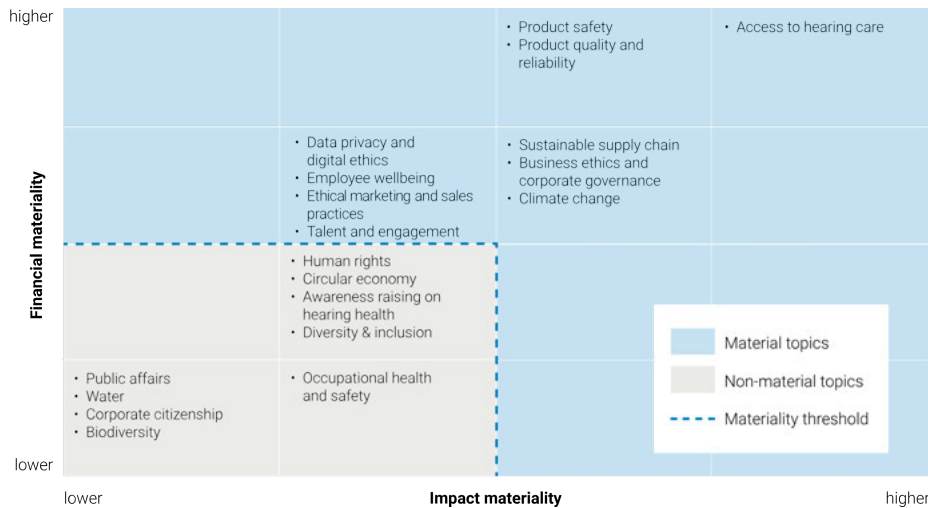 higher
• Product safety
• Product quality and
reliability
• Access to hearing care
• Data privacy and
digital ethics
• Employee wellbeing
• Ethical marketing and sales
practices
• Talent and engagement
• Sustainable supply chain
• Business ethics and
corporate governance
• Climate change
Financial materiality
• Human rights
• Circular economy
• Awareness raising on
hearing health
• Diversity & inclusion
• Public affairs
• Water
• Corporate citizenship
• Biodiversity
• Occupational health
and safety
Material topics
Non-material topics
Materiality threshold
lower
lower
Impact materiality
higher